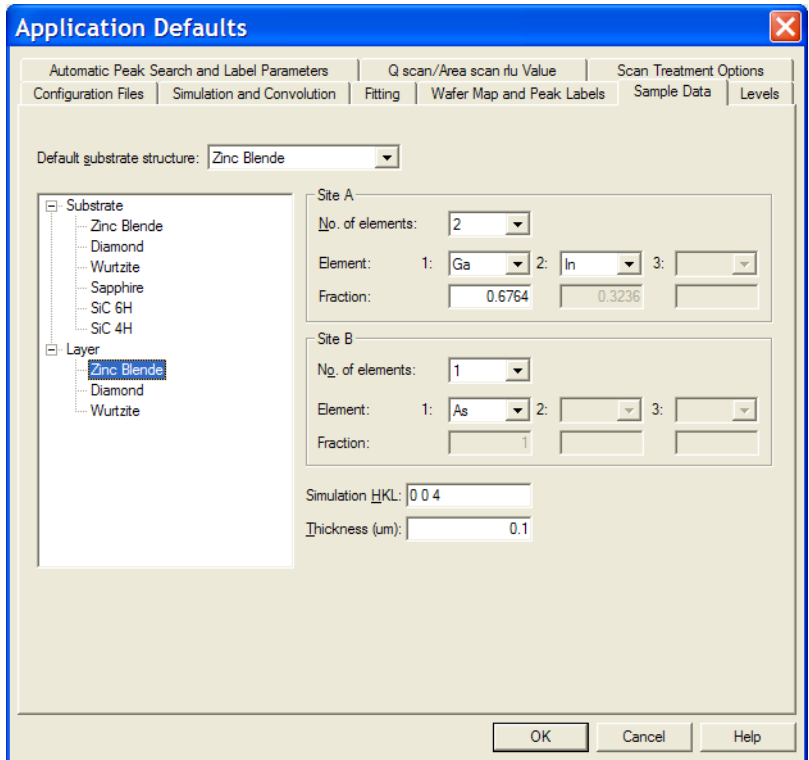 Application Defaults
Automatic Peak Search and Label Parameters Q scan/Area scan rlu Value Scan Treatment Options
Configuration Files Simulation and Convolution Fitting Wafer Map and Peak Labels Sample Data Levels
Default substrate structure: Zinc Blende
Substrate
Zinc Blende
Diamond
Wurtzite
Sapphire
SiC 6H
SiC 4H
Layer
Zinc Blende
Diamond
Wurtzite
Site A
No. of elements: 2
Element: 1: Ga 2: In 3:
Fraction: 0.6764 0.3236
Site B
No. of elements: 1
Element: 1: As 2: 3:
Fraction: 1
Simulation HKL: 0 0 4
Thickness (um): 0.1
OK Cancel Help